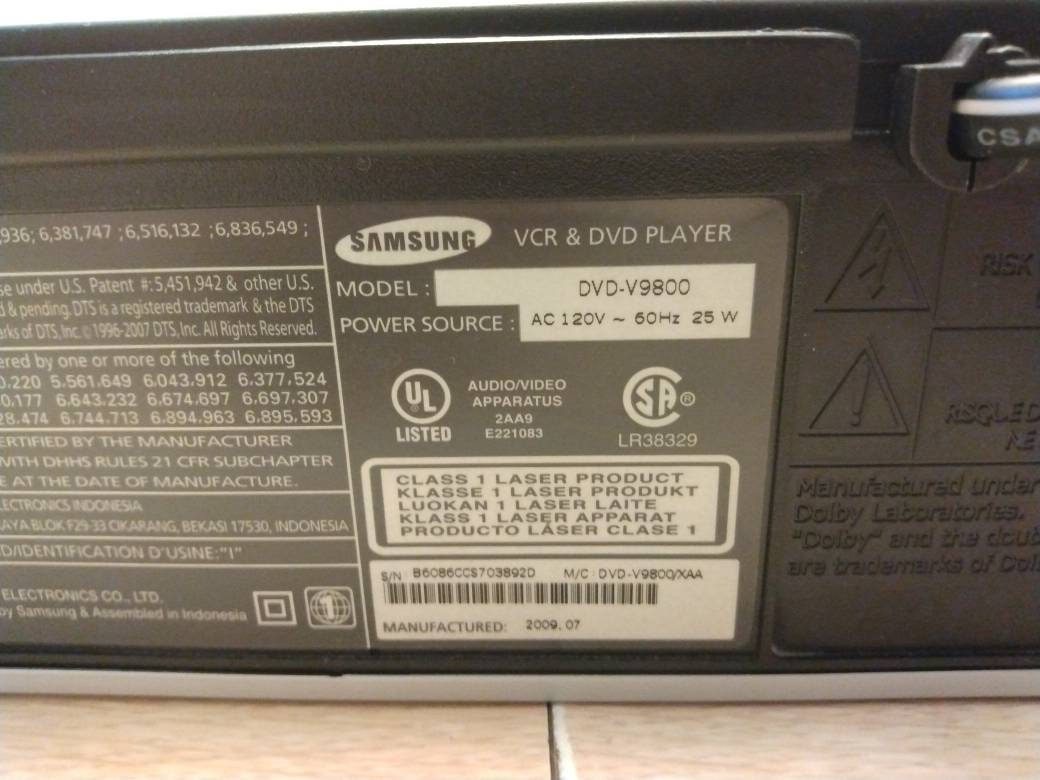 ,936; 6,381,747 ;6,516,132 ;6,836,549 ;
se under U.S. Patent #:5,451,942 & other U.S.
d & pending. DTS is a registered trademark & the DTS
arks of DTS, Inc. © 1996-2007 DTS, Inc. All Rights Reserved.
ered by one or more of the following
0.220 5.561.649 6.043.912 6.377.524
0.177 6.643.232 6.674.697 6.697.307
28.474 6.744.713 6.894.963 6.895.593
ERTIFIED BY THE MANUFACTURER
WITH DHHS RULES 21 CFR SUBCHAPTER
E AT THE DATE OF MANUFACTURE.
ELECTRONICS INDONESIA
RAYA BLOK F29-33 CIKARANG, BEKASI 17530, INDONESIA
D/IDENTIFICATION D'USINE:"I"
ELECTRONICS CO., LTD.
by Samsung & Assembled in Indonesia
1
SAMSUNG VCR & DVD PLAYER
MODEL : DVD-V9800
POWER SOURCE : AC 120V ~ 60Hz 25 W
UL
LISTED
AUDIO/VIDEO
APPARATUS
2AA9
E221083
SA ®
LR38329
CLASS 1 LASER PRODUCT
KLASSE 1 LASER PRODUKT
LUOKAN 1 LASER LAITE
KLASS 1 LASER APPARAT
PRODUCTO LÁSER CLASE 1
S/N B6086CCS703892D M/C: DVD-V9800/XAA
MANUFACTURED: 2009.07
CSA
RISK
RISQUE D
Manufactured under
Dolby Laboratories.
"Dolby" and the doub
are trademarks of Dol